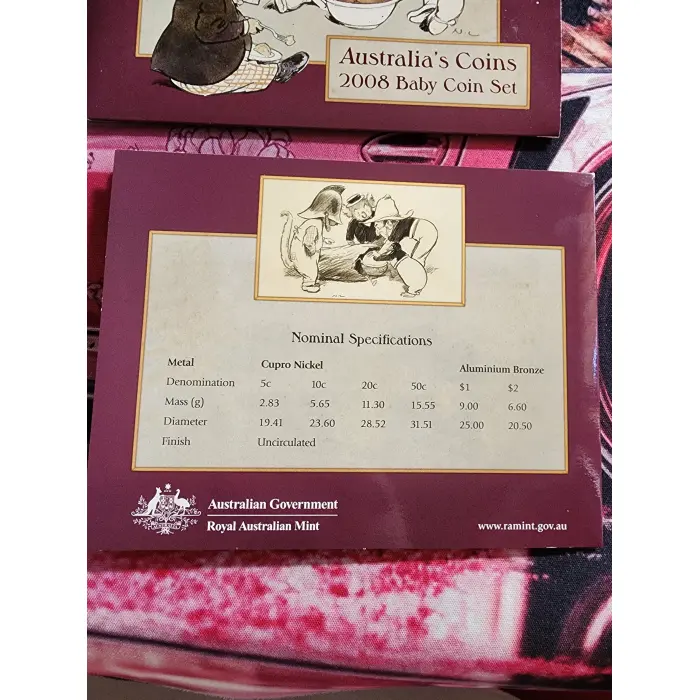 Australia's Coins
2008 Baby Coin Set
Nominal Specifications
Metal Cupro Nickel Aluminium Bronze
Denomination 5c 10c 20c 50c $1 $2
Mass (g) 2.83 5.65 11.30 15.55 9.00 6.60
Diameter 19.41 23.60 28.52 31.51 25.00 20.50
Finish Uncirculated
Australian Government
Royal Australian Mint
www.ramint.gov.au